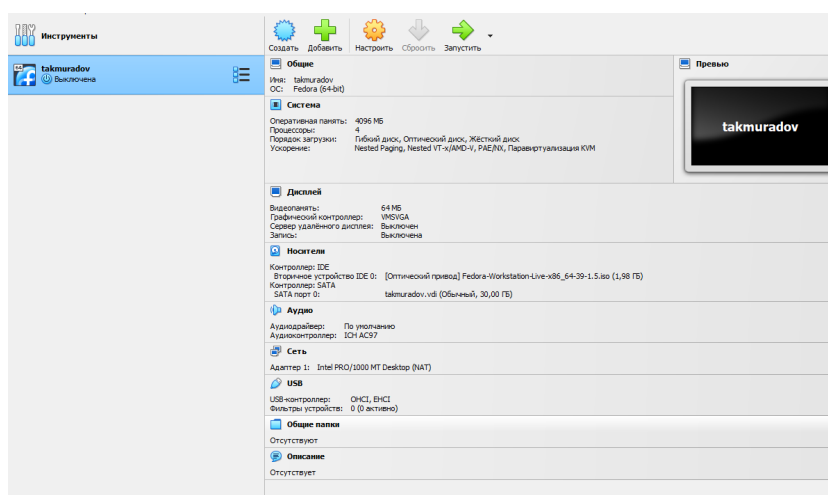 Инструменты
Создать Добавить Настроить Сбросить Запустить
64
takmuradov
Выключена
Общие
Имя: takmuradov
ОС: Fedora (64-bit)
Превью
takmuradov
Система
Оперативная память: 4096 МБ
Процессоры: 4
Порядок загрузки: Гибкий диск, Оптический диск, Жёсткий диск
Ускорение: Nested Paging, Nested VT-x/AMD-V, PAE/NX, Паравиртуализация KVM
Дисплей
Видеопамять: 64 МБ
Графический контроллер: VMSVGA
Сервер удалённого дисплея: Выключен
Запись: Выключена
Носители
Контроллер: IDE
Вторичное устройство IDE 0: [Оптический привод] Fedora-Workstation-Live-x86_64-39-1.5.iso (1,98 ГБ)
Контроллер: SATA
SATA порт 0: takmuradov.vdi (Обычный, 30,00 ГБ)
Аудио
Аудиодрайвер: По умолчанию
Аудиоконтроллер: ICH AC97
Сеть
Адаптер 1: Intel PRO/1000 MT Desktop (NAT)
USB
USB-контроллер: OHCI, EHCI
Фильтры устройств: 0 (0 активно)
Общие папки
Отсутствуют
Описание
Отсутствует